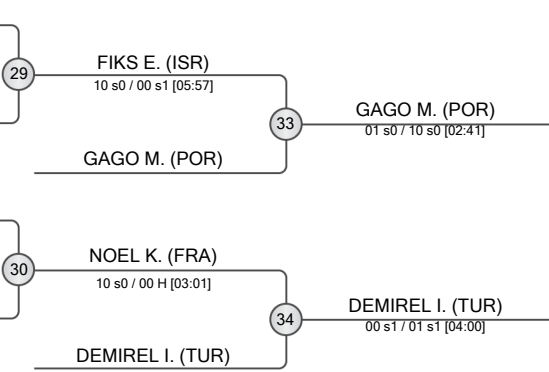 FIKS E. (ISR)
29
10 s0 / 00 s1 [05:57]
GAGO M. (POR)
33
01 s0 / 10 s0 [02:41]
GAGO M. (POR)
NOEL K. (FRA)
30
10 s0 / 00 H [03:01]
DEMIREL I. (TUR)
34
00 s1 / 01 s1 [04:00]
DEMIREL I. (TUR)